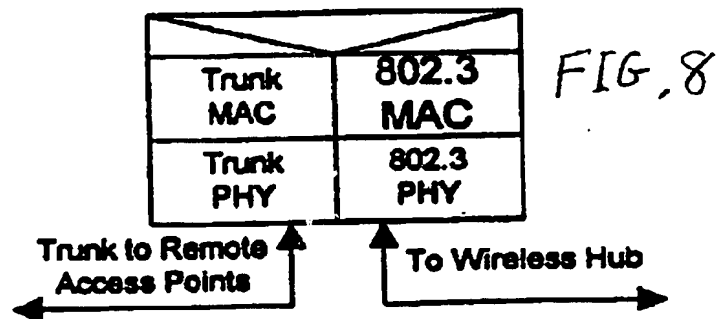 Trunk
MAC
802.3
MAC
FIG, 8
Trunk
PHY
802.3
PHY
Trunk to Remote
Access Points
To Wireless Hub